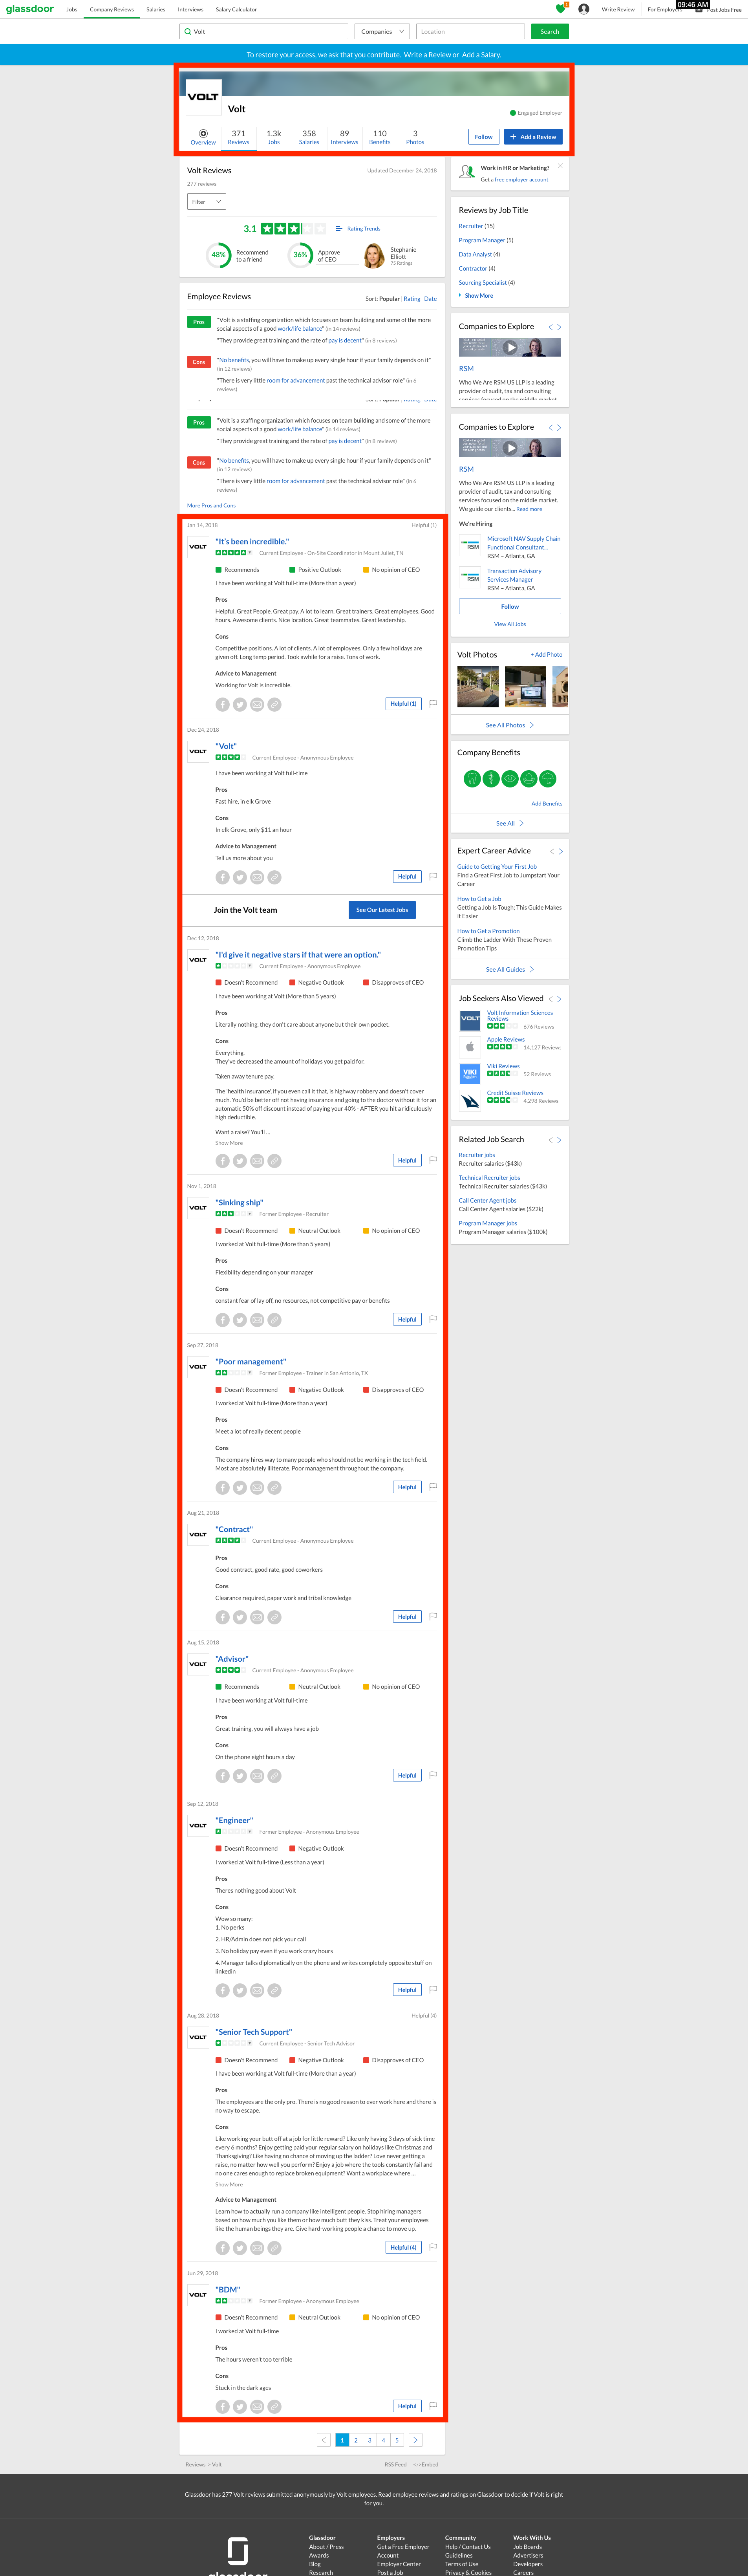 09:46 AM
glassdoor Jobs Company Reviews Salaries Interviews Salary Calculator Write Review For Employers Post Jobs Free
Volt Companies Location Search
To restore your access, we ask that you contribute. Write a Review or Add a Salary.
VOLT
Volt
Engaged Employer
371 1.3k 358 89 110 3
Overview Reviews Jobs Salaries Interviews Benefits Photos
Follow + Add a Review
Volt Reviews Updated December 24, 2018
277 reviews
Filter
3.1 Rating Trends
48% Recommend to a friend
36% Approve of CEO
Stephanie
Elliott
75 Ratings
Employee Reviews Sort: Popular Rating Date
Pros
"Volt is a staffing organization which focuses on team building and some of the more
social aspects of a good work/life balance" (in 14 reviews)
"They provide great training and the rate of pay is decent" (in 8 reviews)
Cons
"No benefits, you will have to make up every single hour if your family depends on it"
(in 12 reviews)
"There is very little room for advancement past the technical advisor role" (in 6
reviews)
Pros
"Volt is a staffing organization which focuses on team building and some of the more
social aspects of a good work/life balance" (in 14 reviews)
"They provide great training and the rate of pay is decent" (in 8 reviews)
Cons
"No benefits, you will have to make up every single hour if your family depends on it"
(in 12 reviews)
"There is very little room for advancement past the technical advisor role" (in 6
reviews)
More Pros and Cons
Jan 14, 2018 Helpful (1)
VOLT
"It's been incredible."
Current Employee - On-Site Coordinator in Mount Juliet, TN
Recommends Positive Outlook No opinion of CEO
I have been working at Volt full-time (More than a year)
Pros
Helpful. Great People. Great pay. A lot to learn. Great trainers. Great employees. Good
hours. Awesome clients. Nice location. Great teammates. Great leadership.
Cons
Competitive positions. A lot of clients. A lot of employees. Only a few holidays are
given off. Long temp period. Took awhile for a raise. Tons of work.
Advice to Management
Working for Volt is incredible.
Helpful (1)
Dec 24, 2018
VOLT
"Volt"
Current Employee - Anonymous Employee
I have been working at Volt full-time
Pros
Fast hire, in elk Grove
Cons
In elk Grove, only $11 an hour
Advice to Management
Tell us more about you
Helpful
Join the Volt team See Our Latest Jobs
Dec 12, 2018
VOLT
"I'd give it negative stars if that were an option."
Current Employee - Anonymous Employee
Doesn't Recommend Negative Outlook Disapproves of CEO
I have been working at Volt (More than 5 years)
Pros
Literally nothing, they don't care about anyone but their own pocket.
Cons
Everything.
They've decreased the amount of holidays you get paid for.
Taken away tenure pay.
The 'health insurance', if you even call it that, is highway robbery and doesn't cover
much. You'd be better off not having insurance and going to the doctor without it for an
automatic 50% off discount instead of paying your 40% - AFTER you hit a ridiculously
high deductible.
Want a raise? You'll ...
Show More
Helpful
Nov 1, 2018
VOLT
"Sinking ship"
Former Employee - Recruiter
Doesn't Recommend Neutral Outlook No opinion of CEO
I worked at Volt full-time (More than 5 years)
Pros
Flexibility depending on your manager
Cons
constant fear of lay off, no resources, not competitive pay or benefits
Helpful
Sep 27, 2018
VOLT
"Poor management"
Former Employee - Trainer in San Antonio, TX
Doesn't Recommend Negative Outlook Disapproves of CEO
I worked at Volt full-time (More than a year)
Pros
Meet a lot of really decent people
Cons
The company hires way to many people who should not be working in the tech field.
Most are absolutely illiterate. Poor management throughout the company.
Helpful
Aug 21, 2018
VOLT
"Contract"
Current Employee - Anonymous Employee
Pros
Good contract, good rate, good coworkers
Cons
Clearance required, paper work and tribal knowledge
Helpful
Aug 15, 2018
VOLT
"Advisor"
Current Employee - Anonymous Employee
Recommends Neutral Outlook No opinion of CEO
I have been working at Volt full-time
Pros
Great training, you will always have a job
Cons
On the phone eight hours a day
Helpful
Sep 12, 2018
VOLT
"Engineer"
Former Employee - Anonymous Employee
Doesn't Recommend Negative Outlook
I worked at Volt full-time (Less than a year)
Pros
Theres nothing good about Volt
Cons
Wow so many:
1. No perks
2. HR/Admin does not pick your call
3. No holiday pay even if you work crazy hours
4. Manager talks diplomatically on the phone and writes completely opposite stuff on
linkedin
Helpful
Aug 28, 2018 Helpful (4)
VOLT
"Senior Tech Support"
Current Employee - Senior Tech Advisor
Doesn't Recommend Negative Outlook Disapproves of CEO
I have been working at Volt full-time (More than a year)
Pros
The employees are the only pro. There is no good reason to ever work here and there is
no way to escape.
Cons
Like working your butt off at a job for little reward? Like only having 3 days of sick time
every 6 months? Enjoy getting paid your regular salary on holidays like Christmas and
Thanksgiving? Like having no chance of moving up the ladder? Love never getting a
raise, no matter how well you perform? Enjoy a job where the tools constantly fail and
no one cares enough to replace broken equipment? Want a workplace where ...
Show More
Advice to Management
Learn how to actually run a company like intelligent people. Stop hiring managers
based on how much you like them or how much butt they kiss. Treat your employees
like the human beings they are. Give hard-working people a chance to move up.
Helpful (4)
Jun 29, 2018
VOLT
"BDM"
Former Employee - Anonymous Employee
Doesn't Recommend Neutral Outlook No opinion of CEO
I worked at Volt full-time
Pros
The hours weren't too terrible
Cons
Stuck in the dark ages
Helpful
1 2 3 4 5
Reviews > Volt RSS Feed <>Embed
Work in HR or Marketing?
Get a free employer account
Reviews by Job Title
Recruiter (15)
Program Manager (5)
Data Analyst (4)
Contractor (4)
Sourcing Specialist (4)
Show More
Companies to Explore
RSM
Who We Are RSM US LLP is a leading
provider of audit, tax and consulting
services focused on the middle market.
Companies to Explore
RSM
Who We Are RSM US LLP is a leading
provider of audit, tax and consulting
services focused on the middle market.
We guide our clients... Read more
We're Hiring
RSM
Microsoft NAV Supply Chain
Functional Consultant...
RSM – Atlanta, GA
RSM
Transaction Advisory
Services Manager
RSM – Atlanta, GA
Follow
View All Jobs
Volt Photos + Add Photo
See All Photos
Company Benefits
Add Benefits
See All
Expert Career Advice
Guide to Getting Your First Job
Find a Great First Job to Jumpstart Your
Career
How to Get a Job
Getting a Job Is Tough; This Guide Makes
it Easier
How to Get a Promotion
Climb the Ladder With These Proven
Promotion Tips
See All Guides
Job Seekers Also Viewed
VOLT
Volt Information Sciences
Reviews
676 Reviews
Apple Reviews
14,127 Reviews
VIKI
Viki Reviews
52 Reviews
Credit Suisse Reviews
4,298 Reviews
Related Job Search
Recruiter jobs
Recruiter salaries ($43k)
Technical Recruiter jobs
Technical Recruiter salaries ($43k)
Call Center Agent jobs
Call Center Agent salaries ($22k)
Program Manager jobs
Program Manager salaries ($100k)
Glassdoor has 277 Volt reviews submitted anonymously by Volt employees. Read employee reviews and ratings on Glassdoor to decide if Volt is right
for you.
Glassdoor Employers Community Work With Us
About / Press Get a Free Employer Help / Contact Us Job Boards
Awards Account Guidelines Advertisers
Blog Employer Center Terms of Use Developers
Research Post a Job Privacy & Cookies Careers